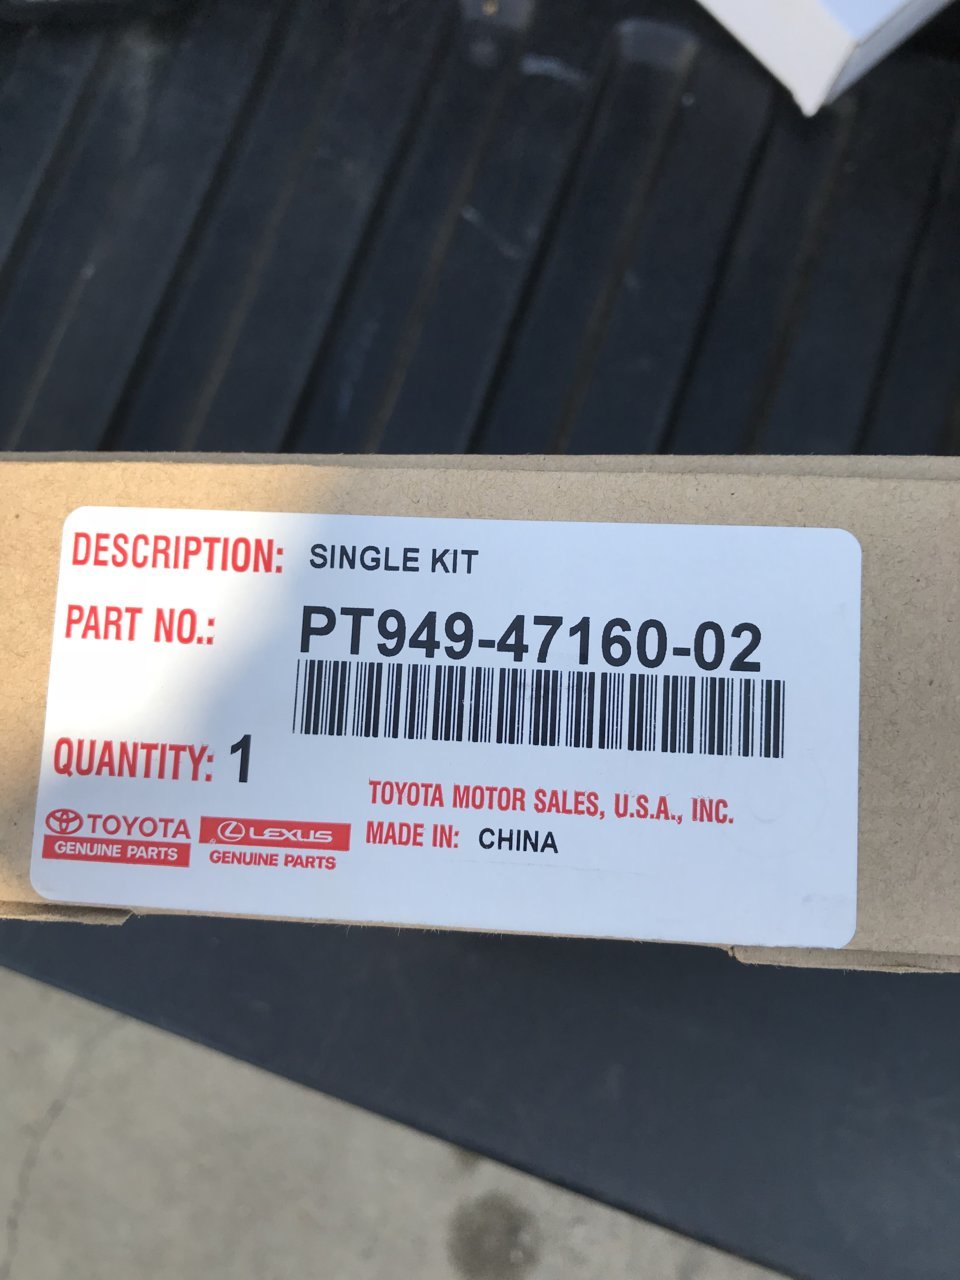 DESCRIPTION: SINGLE KIT
PART NO.: PT949-47160-02
QUANTITY: 1
TOYOTA MOTOR SALES, U.S.A., INC.
MADE IN: CHINA
TOYOTA
GENUINE PARTS
LEXUS
GENUINE PARTS